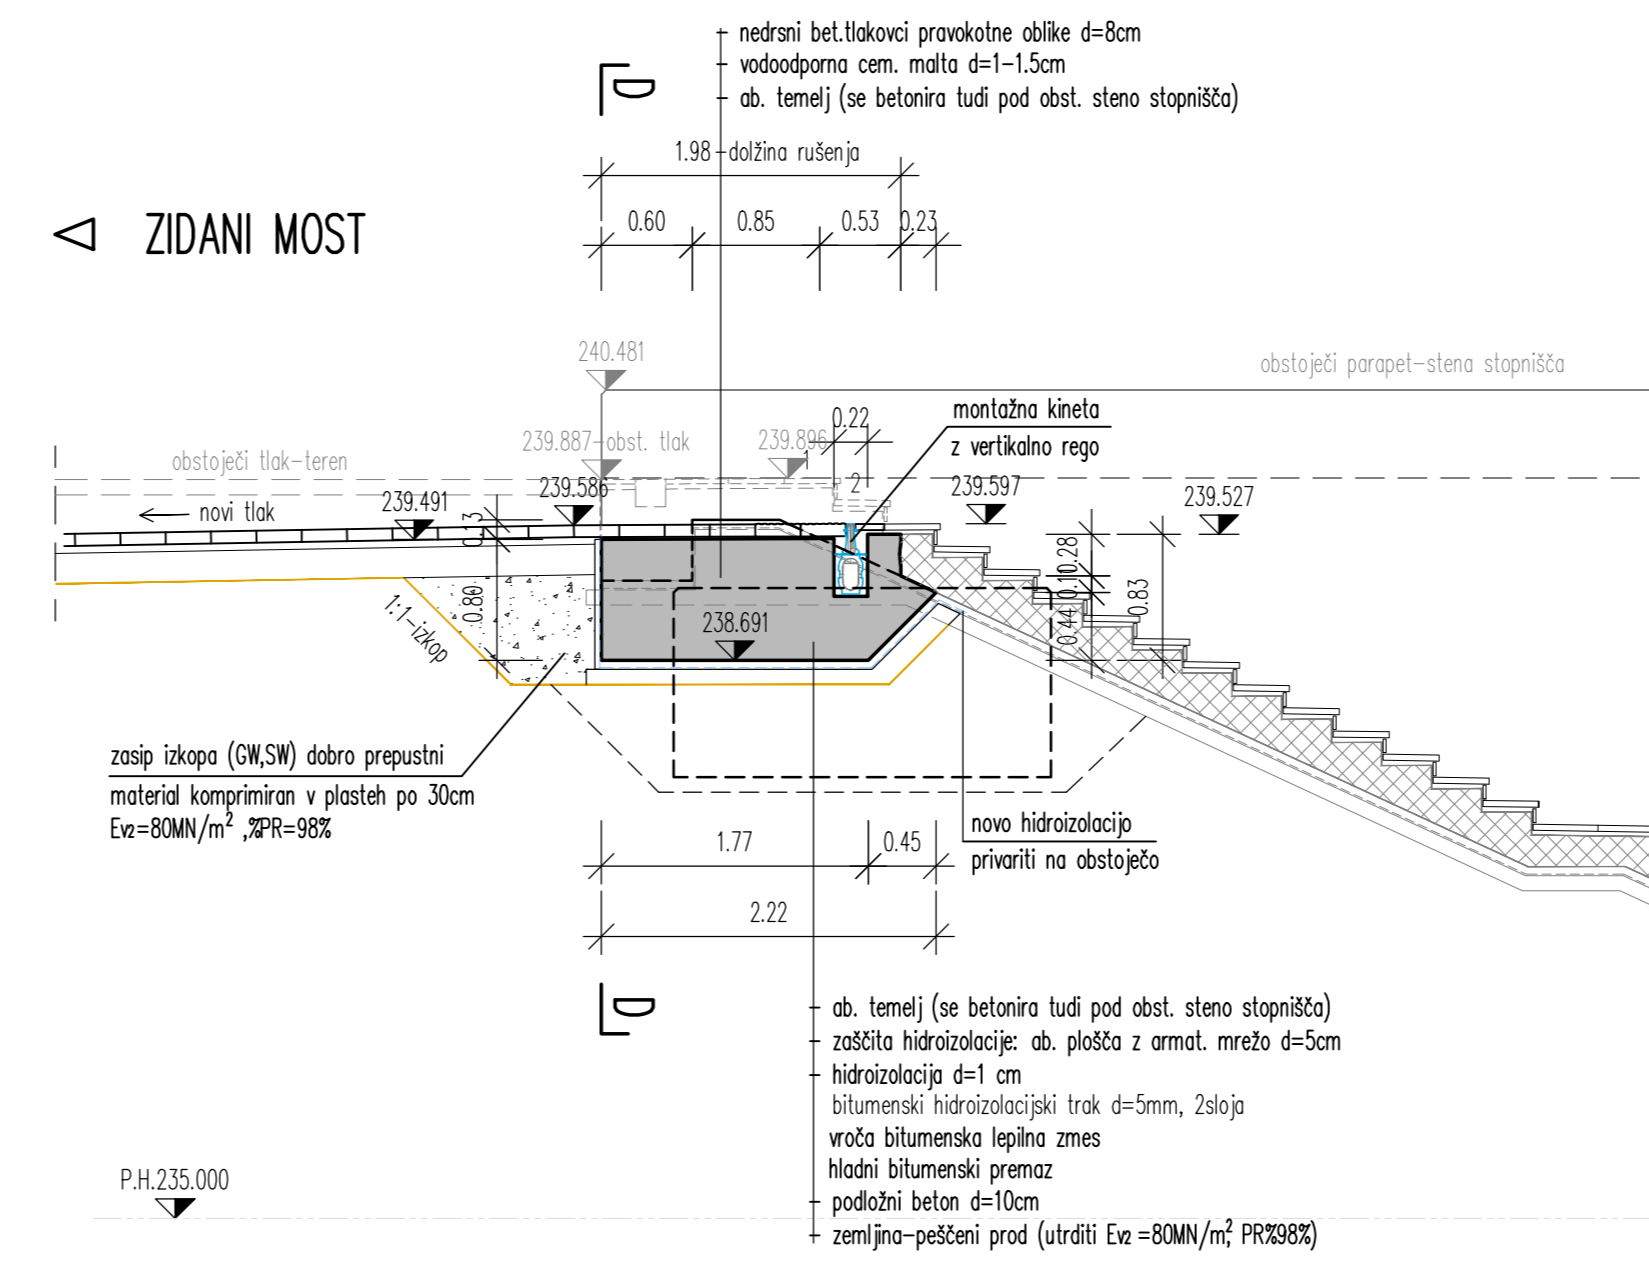 nedrsni bet.tlakovci pravokotne oblike d=8cm
vodoodporna cem. malta d=1-1.5cm
ab. temelj (se betonira tudi pod obst. steno stopnišča)
D
1.98-dolžina rušenja
0.60
0.85
0.53
0.23
ZIDANI MOST
240.481
obstoječi parapet-stena stopnišča
montažna kineta
z vertikalno rego
0.22
239.887-obst. tlak
239.896
1
2
obstoječi tlak-teren
novi tlak
239.491
239.586
239.597
239.527
0.13
0.80
1:1-izkop
238.691
0.28
0.11
0.44
0.83
zasip izkopa (GW,SW) dobro prepustni
material komprimiran v plasteh po 30cm
Ev2=80MN/m² ,%PR=98%
1.77
0.45
2.22
novo hidroizolacijo
privariti na obstoječo
D
ab. temelj (se betonira tudi pod obst. steno stopnišča)
zaščita hidroizolacije: ab. plošča z armat. mrežo d=5cm
hidroizolacija d=1 cm
bitumenski hidroizolacijski trak d=5mm, 2sloja
vroča bitumenska lepilna zmes
hladni bitumenski premaz
podložni beton d=10cm
zemljina-peščeni prod (utrditi Ev2 =80MN/m², PR%98%)
P.H.235.000